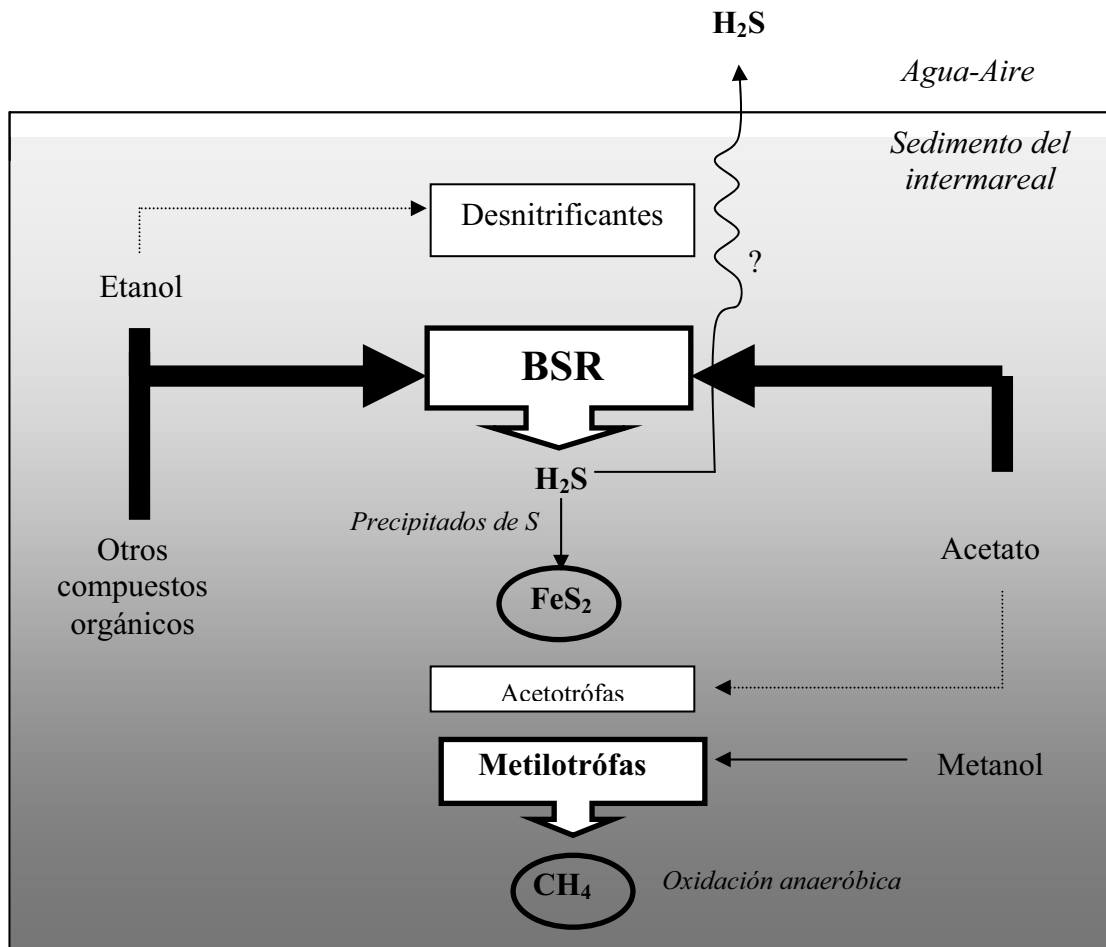 H₂S
Agua-Aire
Sedimento del
intermareal
Desnitrificantes
?
Etanol
BSR
H₂S
Precipitados de S
Otros
compuestos
orgánicos
Acetato
FeS₂
Acetotrófas
Metilotrófas
Metanol
CH₄
Oxidación anaeróbica